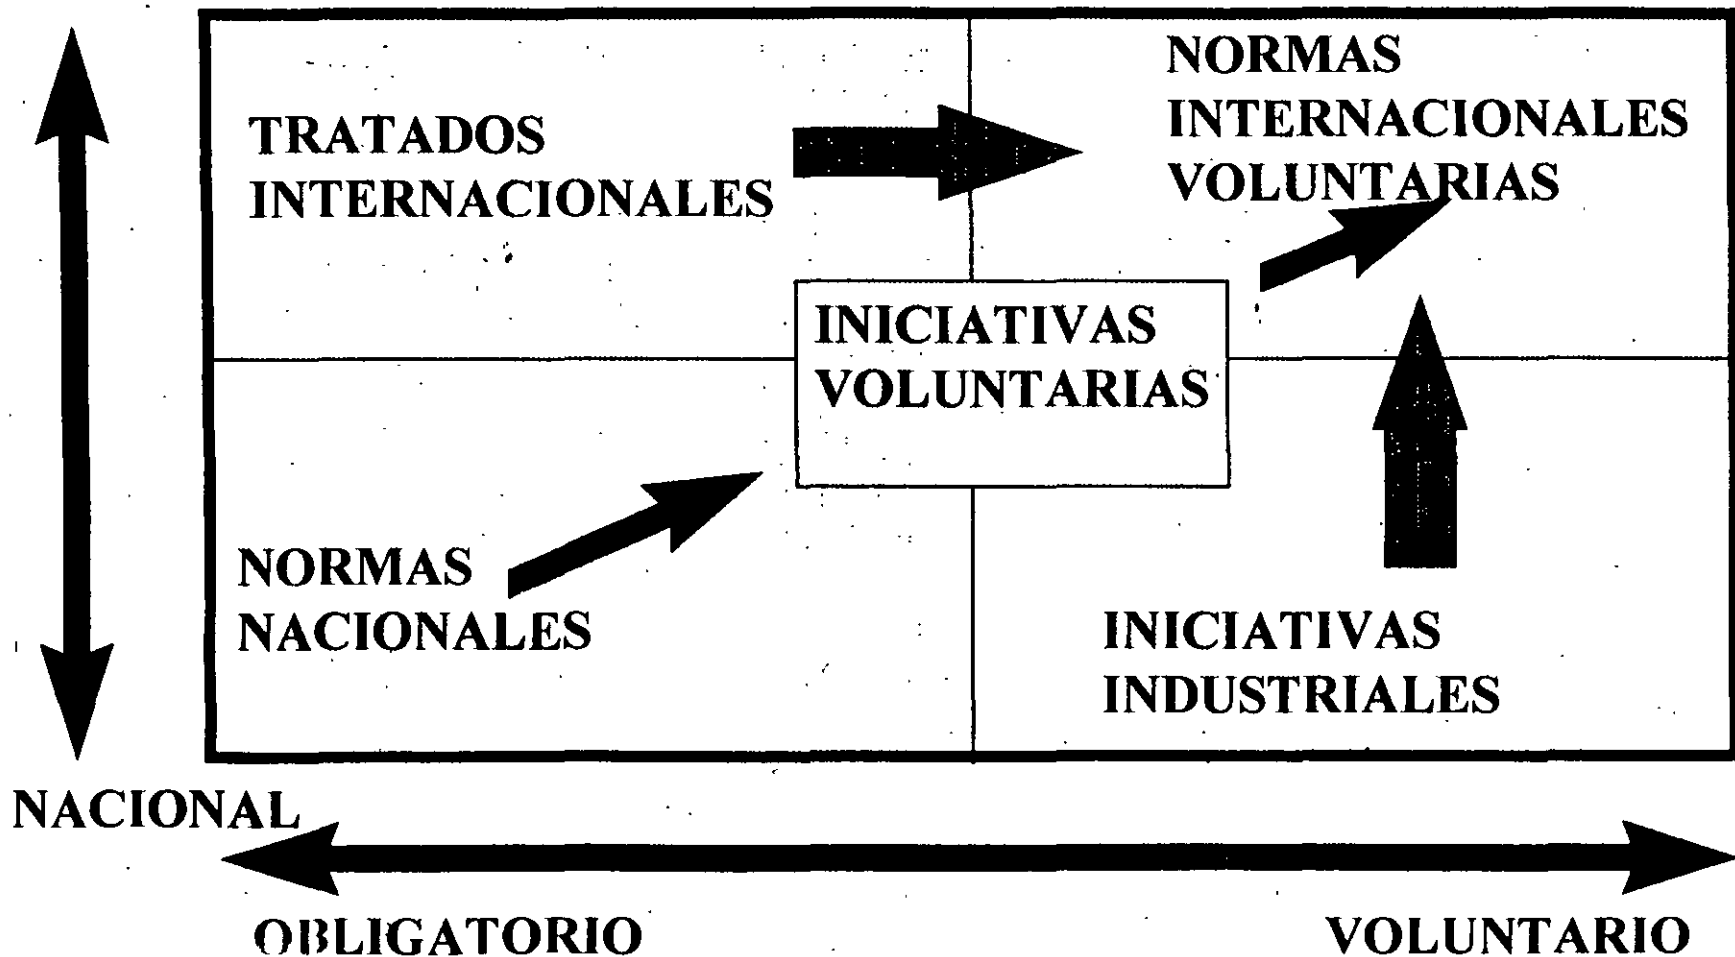 TRATADOS
INTERNACIONALES
NORMAS
INTERNACIONALES
VOLUNTARIAS
INICIATIVAS
VOLUNTARIAS
NORMAS
NACIONALES
INICIATIVAS
INDUSTRIALES
NACIONAL
OBLIGATORIO
VOLUNTARIO